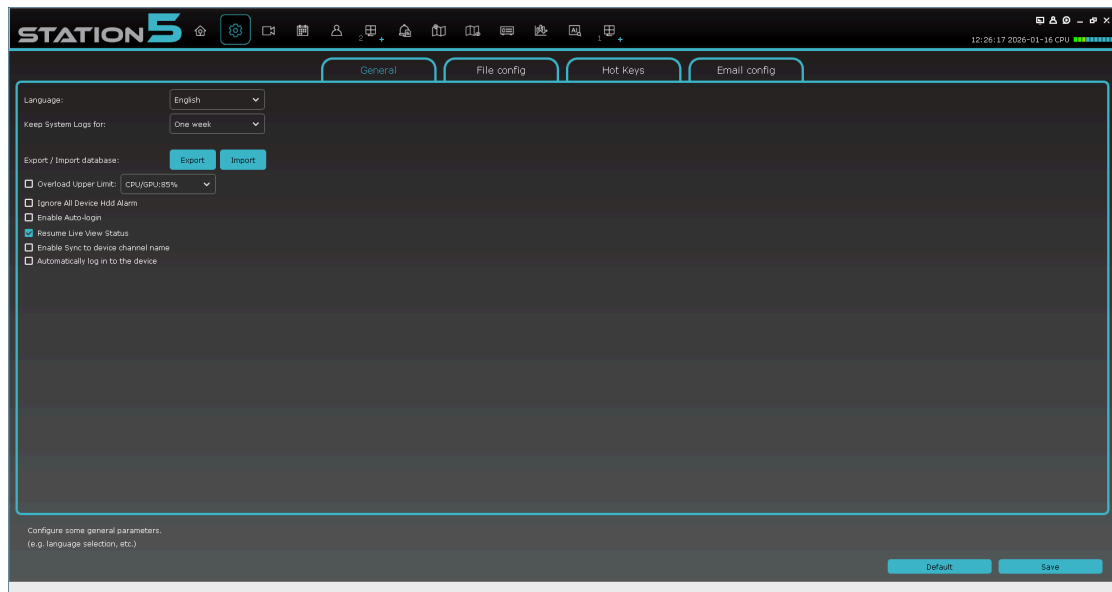 STATION5
2
1
12:26:17 2026-01-16 CPU
General
File config
Hot Keys
Email config
Language:
English
Keep System Logs for:
One week
Export / Import database:
Export
Import
Overload Upper Limit:
CPU/GPU:85%
Ignore All Device Hdd Alarm
Enable Auto-login
Resume Live View Status
Enable Sync to device channel name
Automatically log in to the device
Configure some general parameters.
(e.g. language selection, etc.)
Default
Save